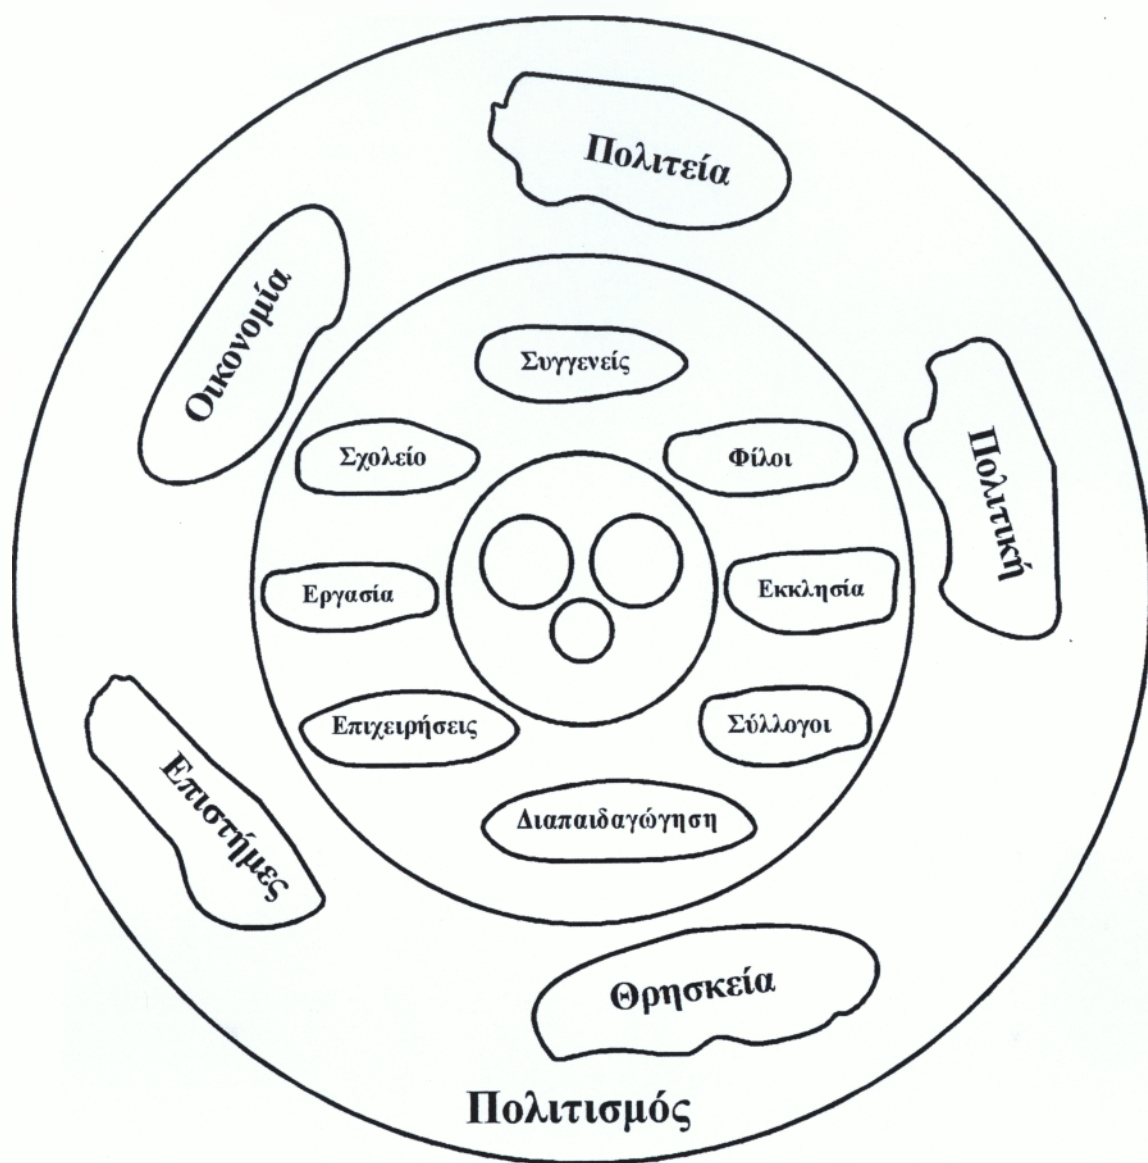 Πολιτεία
Οικονομία
Συγγενείς
Σχολείο
Φίλοι
Πολιτική
Εργασία
Εκκλησία
Επιχειρήσεις
Σύλλογοι
Επιστήμες
Διαπαιδαγώγηση
Θρησκεία
Πολιτισμός